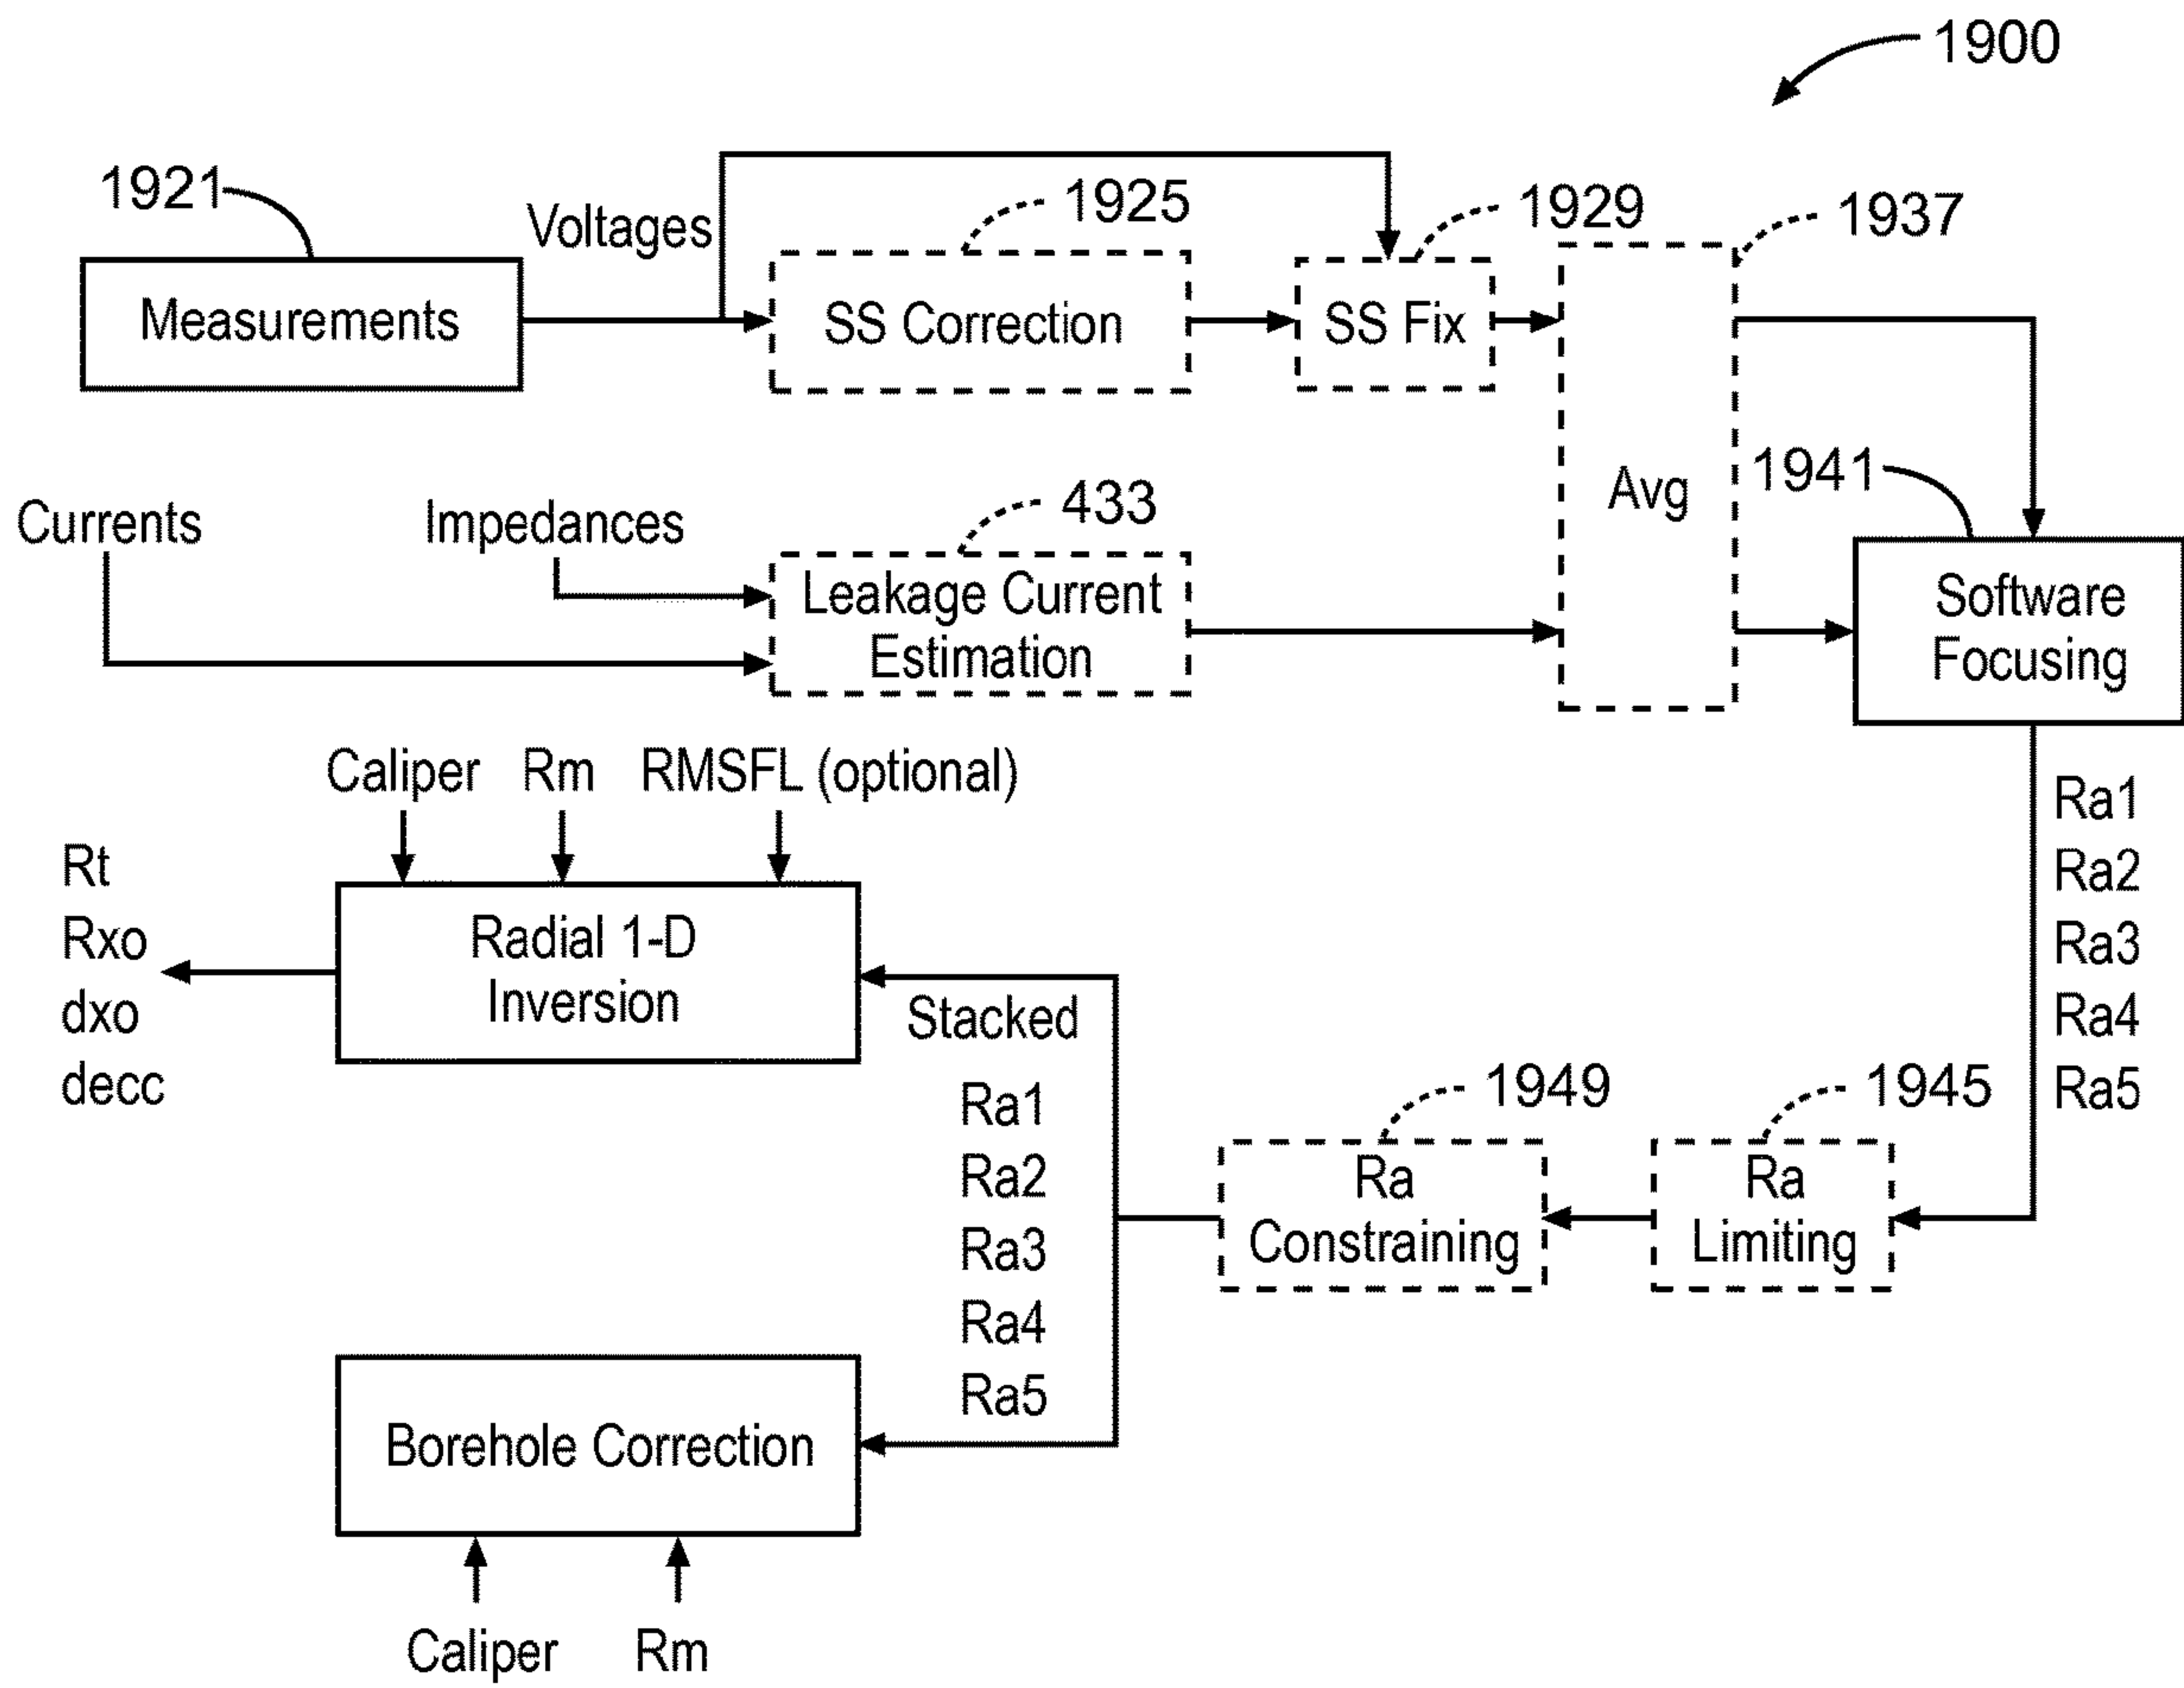 1900
1921
Voltages
1925
1929
1937
Measurements
SS Correction
SS Fix
Avg
Currents
Impedances
433
1941
Leakage Current
Estimation
Software
Focusing
Caliper
Rm
RMSFL (optional)
Ra1
Ra2
Ra3
Ra4
Ra5
Rt
Rxo
dxo
decc
Radial 1-D
Inversion
Stacked
Ra1
Ra2
Ra3
Ra4
Ra5
1949
1945
Ra
Constraining
Ra
Limiting
Borehole Correction
Caliper
Rm